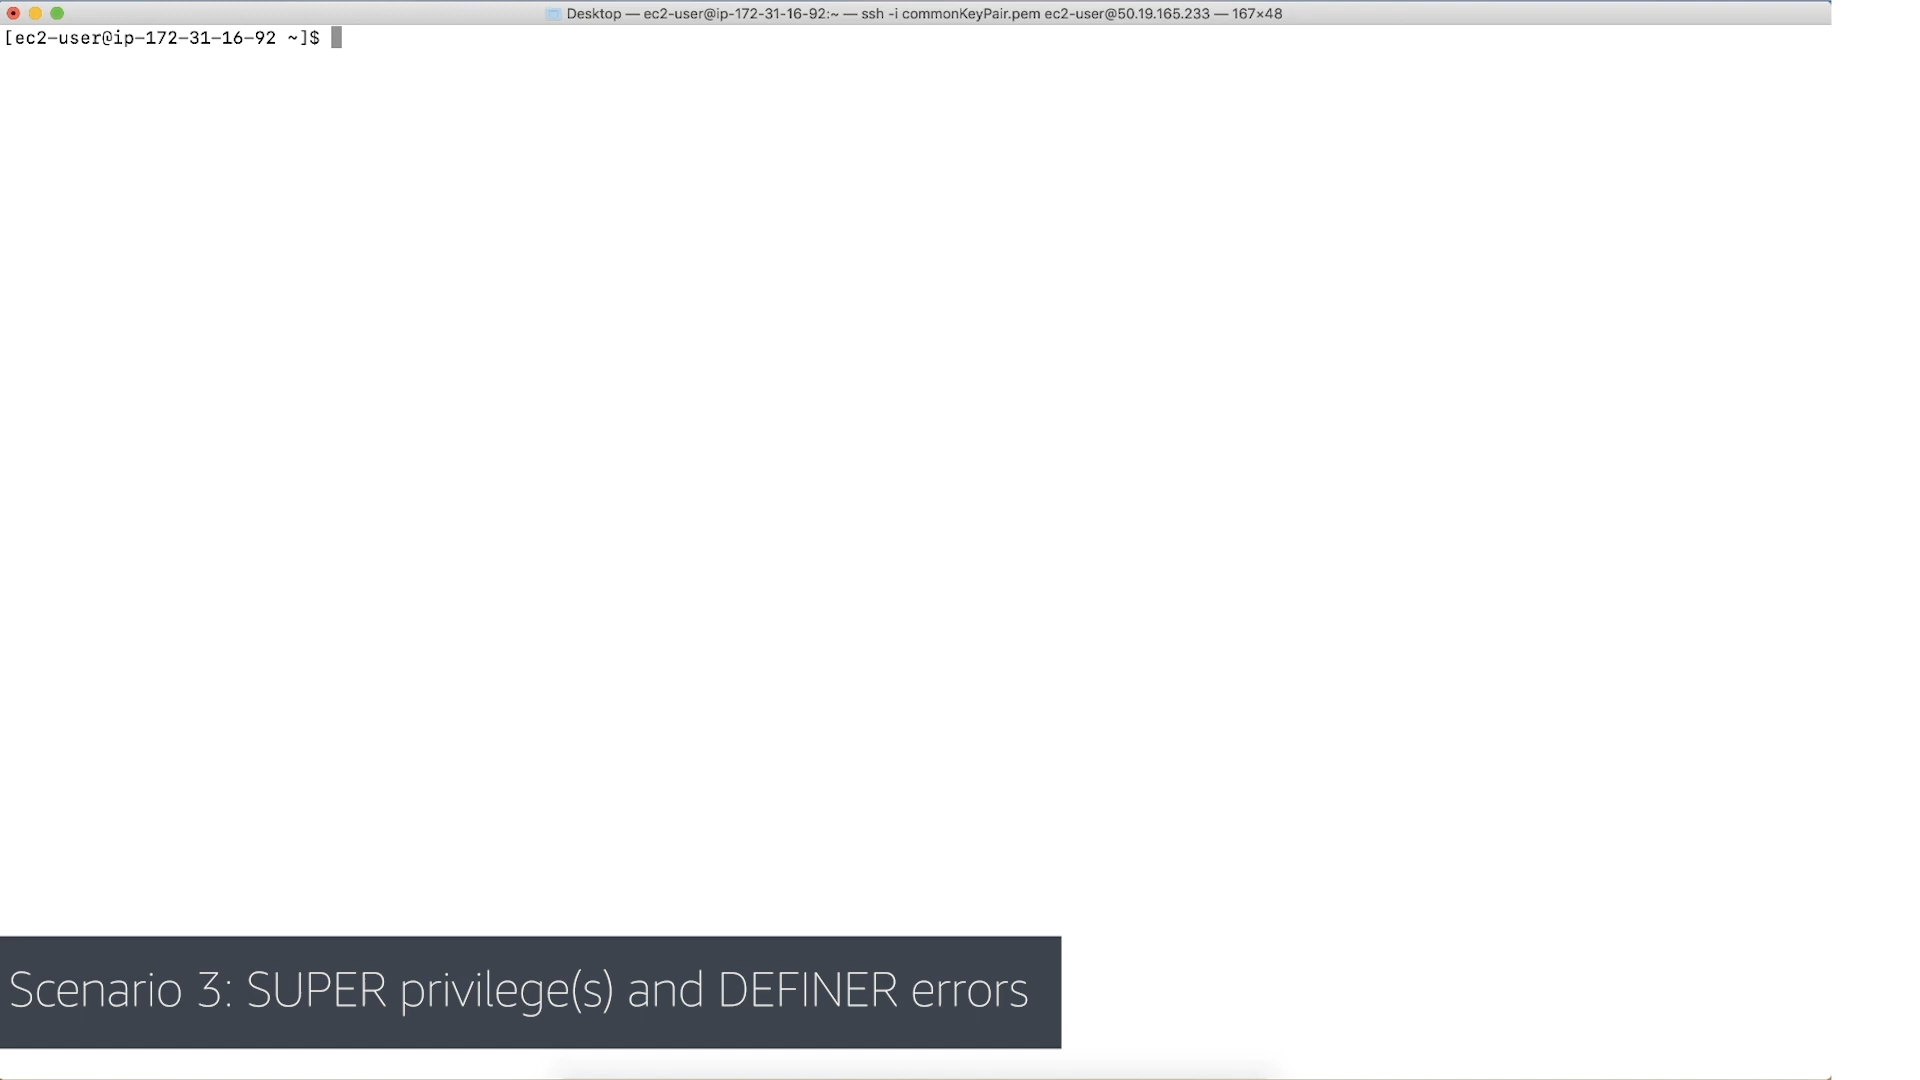 Desktop — ec2-user@ip-172-31-16-92:~ — ssh -i commonKeyPair.pem ec2-user@50.19.165.233 — 167×48
[ec2-user@ip-172-31-16-92 ~]$
Scenario 3: SUPER privilege(s) and DEFINER errors